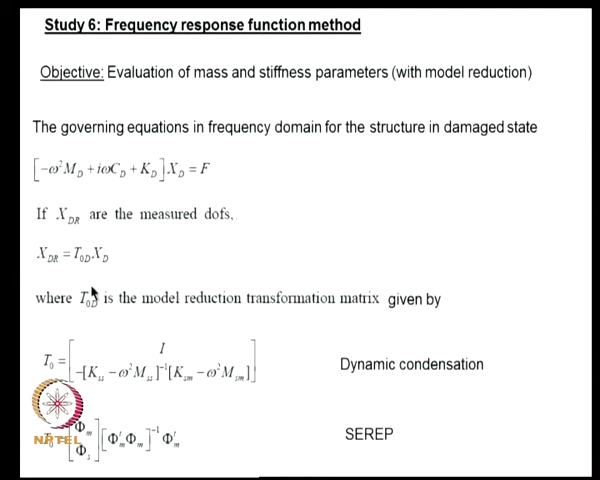 Study 6: Frequency response function method
Objective: Evaluation of mass and stiffness parameters (with model reduction)
The governing equations in frequency domain for the structure in damaged state
[-ω²M_D + iωC_D + K_D] X_D = F
If X_DR are the measured dofs.
X_DR = T_0D X_D
where T_0D is the model reduction transformation matrix given by
T_0 = [I; -[K_ss - ω²M_ss]^-1 [K_sm - ω²M_sm]] Dynamic condensation
= [Φ_m; Φ_s] [Φ_m^t Φ_m]^-1 Φ_m^t SEREP
NPTEL